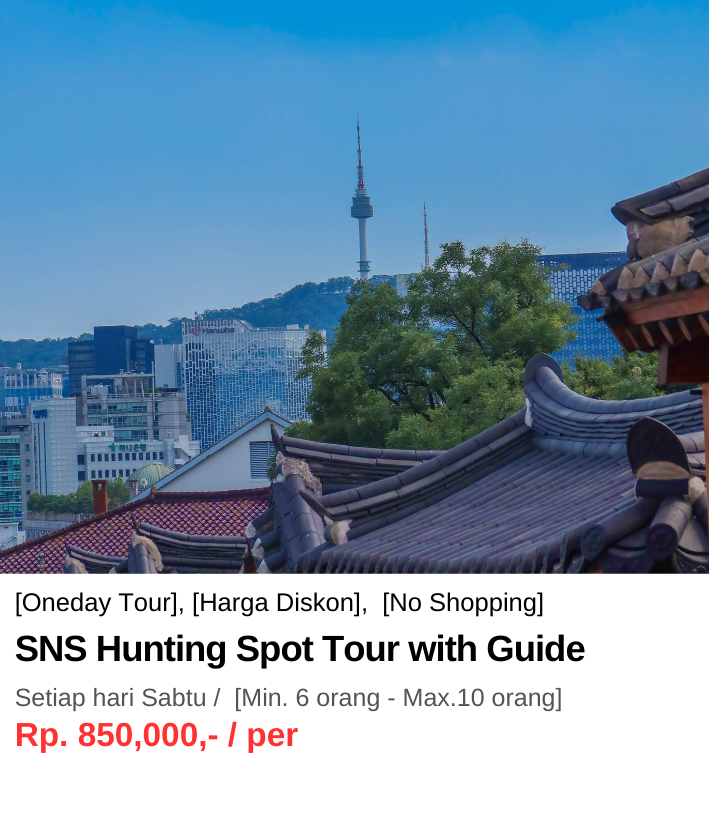 [Oneday Tour], [Harga Diskon],  [No Shopping]
SNS Hunting Spot Tour with Guide
Setiap hari Sabtu /  [Min. 6 orang - Max.10 orang]
Rp. 850,000,- / per